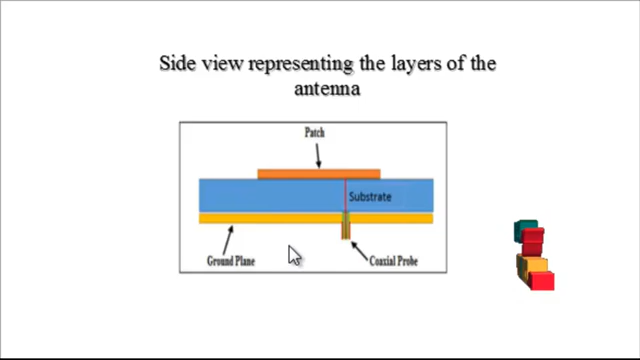 Side view representing the layers of the
antenna
Patch
Substrate
Ground Plane
Coaxial Probe